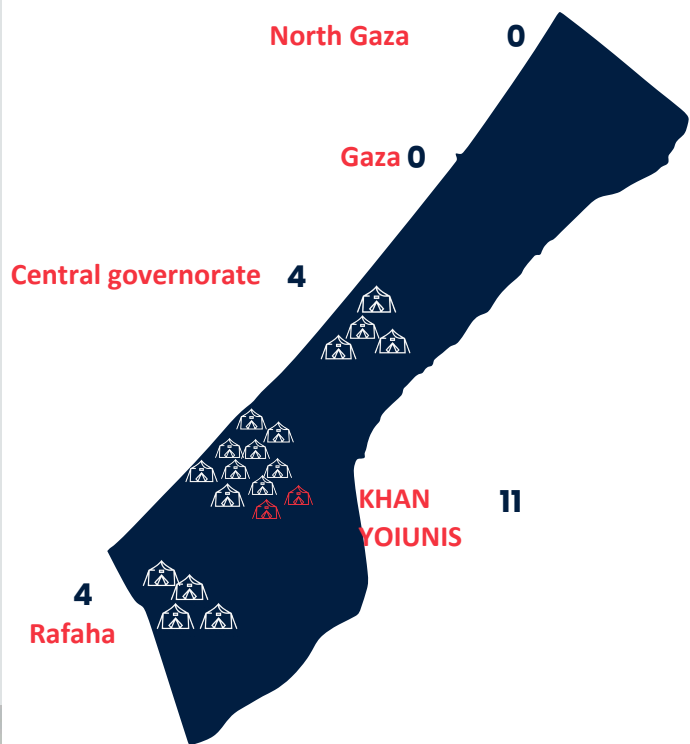 North Gaza 0
Gaza 0
Central governorate 4
KHAN 11
YOIUNIS
4
Rafaha